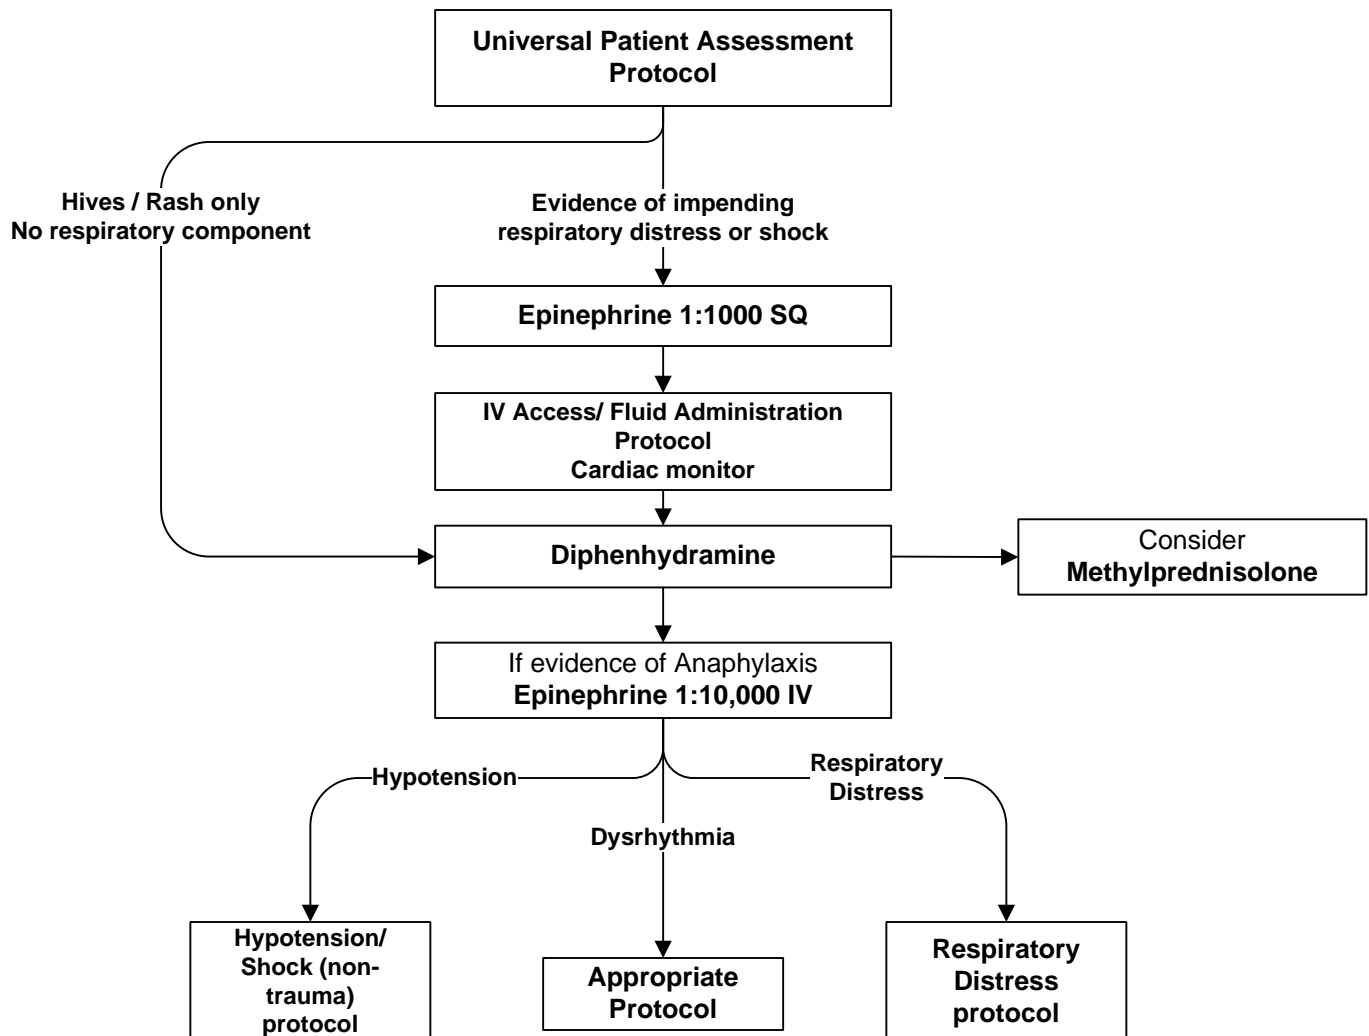 Universal Patient Assessment
Protocol
Hives / Rash only
No respiratory component
Evidence of impending
respiratory distress or shock
Epinephrine 1:1000 SQ
IV Access/ Fluid Administration
Protocol
Cardiac monitor
Diphenhydramine
Consider
Methylprednisolone
If evidence of Anaphylaxis
Epinephrine 1:10,000 IV
Hypotension
Dysrhythmia
Respiratory
Distress
Hypotension/
Shock (non-
trauma)
protocol
Appropriate
Protocol
Respiratory
Distress
protocol